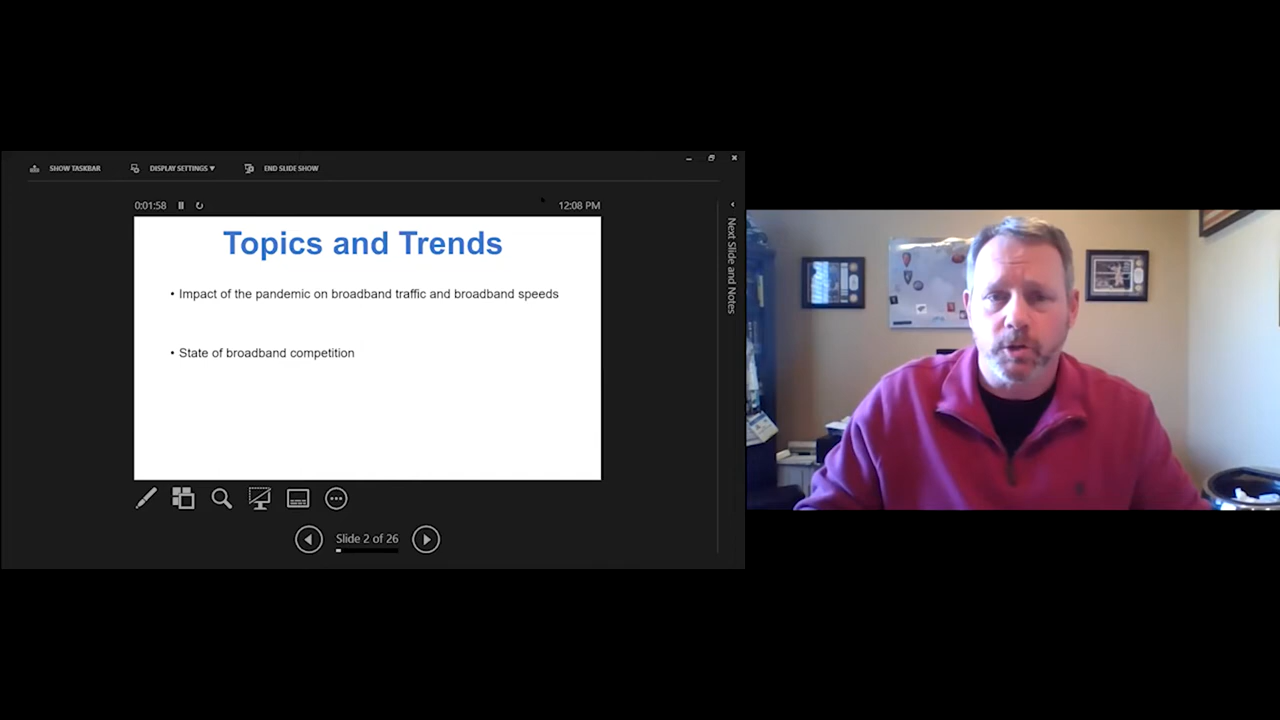 SHOW TASKBAR
DISPLAY SETTINGS ▾
END SLIDE SHOW
0:01:58
12:08 PM
Topics and Trends
• Impact of the pandemic on broadband traffic and broadband speeds
• State of broadband competition
Slide 2 of 26
Next Slide and Notes